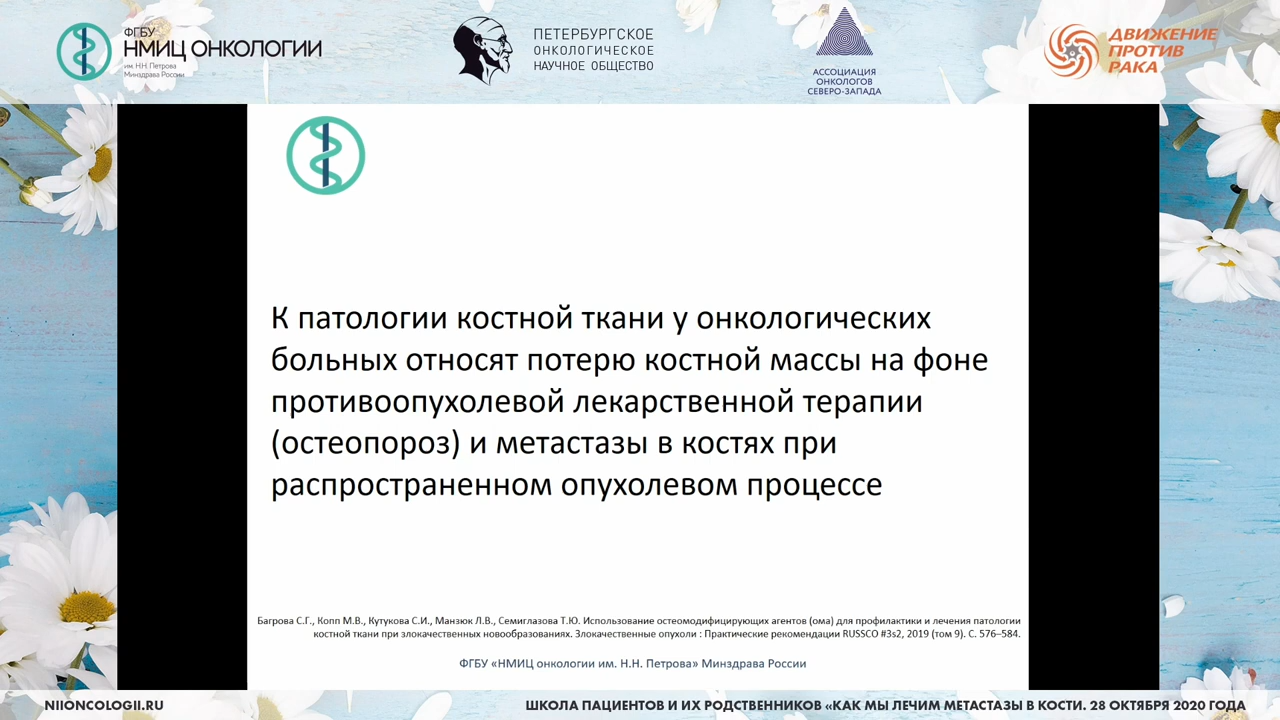 ФГБУ
НМИЦ ОНКОЛОГИИ
им. Н.Н. Петрова
Минздрава России
ПЕТЕРБУРГСКОЕ
ОНКОЛОГИЧЕСКОЕ
НАУЧНОЕ ОБЩЕСТВО
АССОЦИАЦИЯ
ОНКОЛОГОВ
СЕВЕРО-ЗАПАДА
ДВИЖЕНИЕ
ПРОТИВ
РАКА
К патологии костной ткани у онкологических
больных относят потерю костной массы на фоне
противоопухолевой лекарственной терапии
(остеопороз) и метастазы в костях при
распространенном опухолевом процессе
Багрова С.Г., Копп М.В., Кутукова С.И., Манзюк Л.В., Семиглазова Т.Ю. Использование остеомодифицирующих агентов (ома) для профилактики и лечения патологии
костной ткани при злокачественных новообразованиях. Злокачественные опухоли : Практические рекомендации RUSSCO #3s2, 2019 (том 9). С. 576–584.
ФГБУ «НМИЦ онкологии им. Н.Н. Петрова» Минздрава России
NIIONCOLOGII.RU
ШКОЛА ПАЦИЕНТОВ И ИХ РОДСТВЕННИКОВ «КАК МЫ ЛЕЧИМ МЕТАСТАЗЫ В КОСТИ. 28 ОКТЯБРЯ 2020 ГОДА